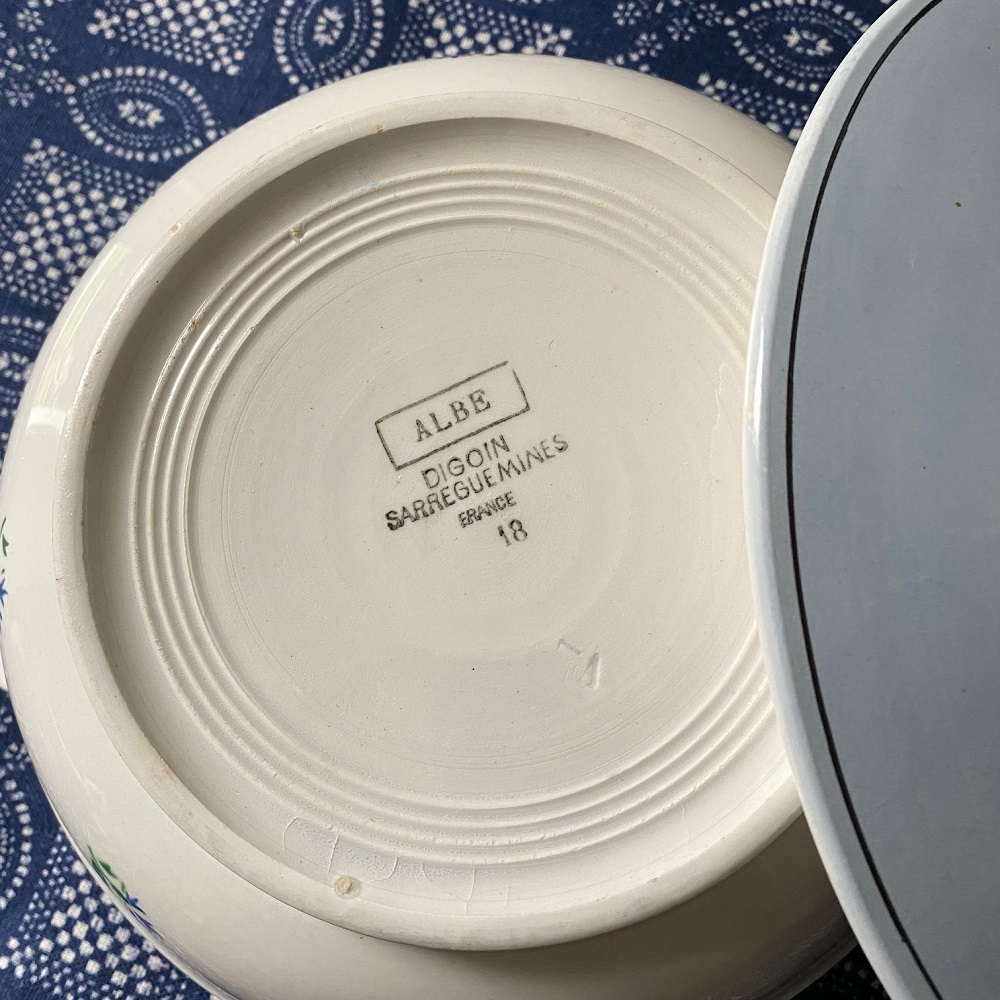 ALBE
DIGOIN
SARREGUEMINES
FRANCE
18